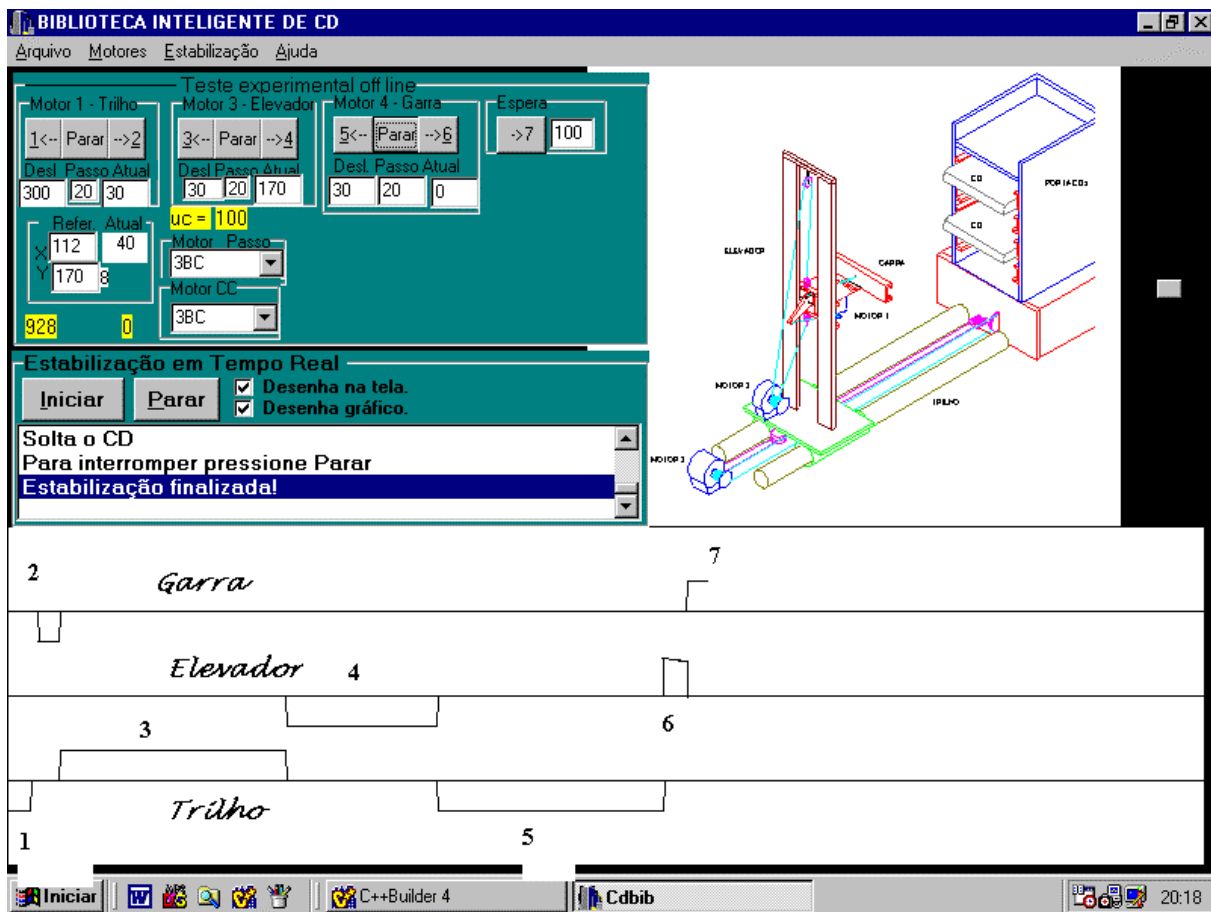 BIBLIOTECA INTELIGENTE DE CD
Arquivo Motores Estabilização Ajuda
Teste experimental off line
Motor 1 - Trilho Motor 3 - Elevador Motor 4 - Garra Espera
1<-- Parar -->2 3<-- Parar -->4 5<-- Parar -->6 ->7 100
Desl Passo Atual Desl Passo Atual Desl. Passo Atual
300 20 30 30 20 170 30 20 0
Refer. Atual uc = 100
X 112 40 Motor Passo
3BC
Y 170 8
Motor CC
928 0 3BC
Estabilização em Tempo Real
Iniciar Parar Desenha na tela.
Desenha gráfico.
Solta o CD
Para interromper pressione Parar
Estabilização finalizada!
CD
PORTACDs
CD
ELEVADOR
GARRA
MOTOR 1
MOTOR 3
TRILHO
MOTOR 2
7
2 Garra
Elevador 4
3 6
Trilho
1 5
Iniciar C++Builder 4 Cdbib 20:18